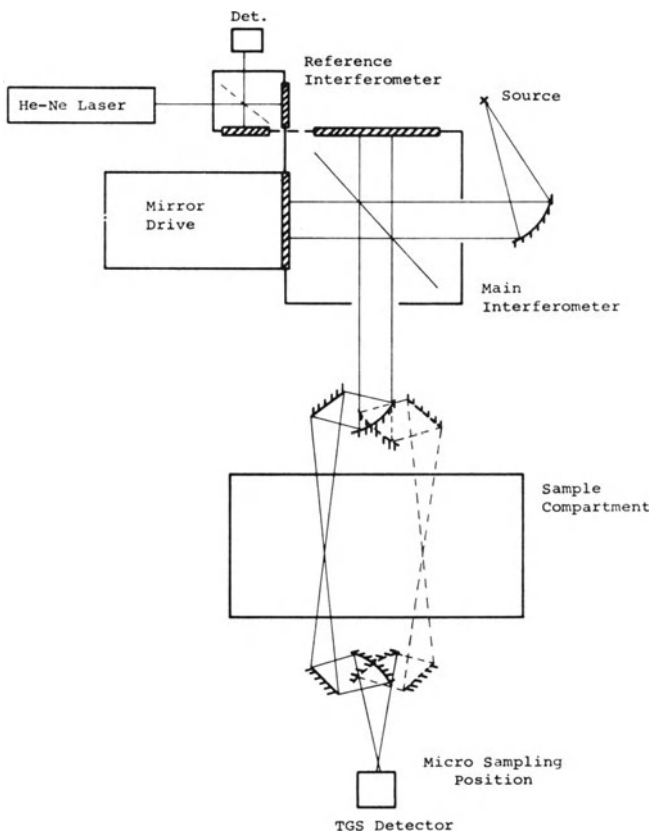 Det.
Reference
Interferometer
He-Ne Laser
Source
Mirror
Drive
Main
Interferometer
Sample
Compartment
Micro Sampling
Position
TGS Detector